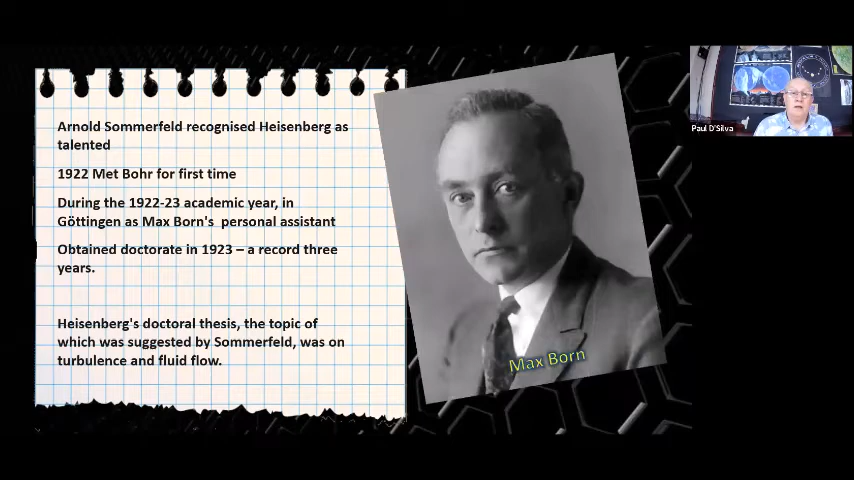 Arnold Sommerfeld recognised Heisenberg as
talented
1922 Met Bohr for first time
During the 1922-23 academic year, in
Göttingen as Max Born's  personal assistant
Obtained doctorate in 1923 – a record three
years.
Heisenberg's doctoral thesis, the topic of
which was suggested by Sommerfeld, was on
turbulence and fluid flow.
Max Born
Paul D'Silva